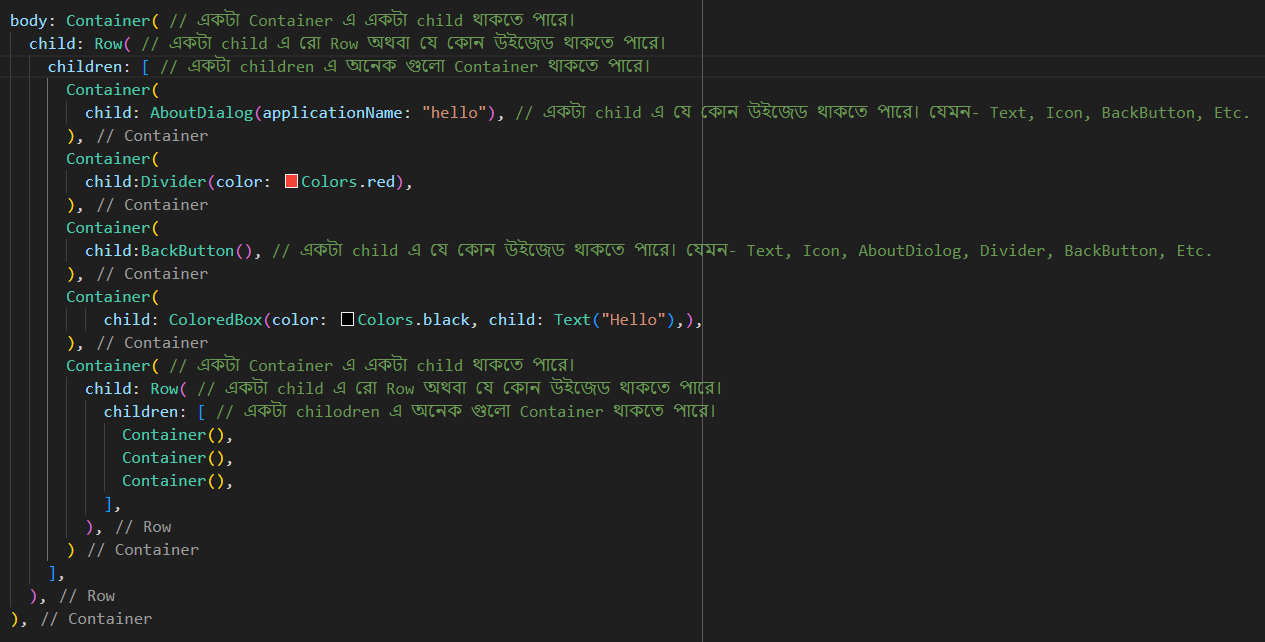 body: Container( // একটা Container এ একটা child থাকতে পারে।
child: Row( // একটা child এ রো Row অথবা যে কোন উইজেড থাকতে পারে।
children: [ // একটা children এ অনেক গুলো Container থাকতে পারে।
Container(
child: AboutDialog(applicationName: "hello"), // একটা child এ যে কোন উইজেড থাকতে পারে। যেমন- Text, Icon, BackButton, Etc.
), // Container
Container(
child:Divider(color: Colors.red),
), // Container
Container(
child:BackButton(), // একটা child এ যে কোন উইজেড থাকতে পারে। যেমন- Text, Icon, AboutDiolog, Divider, BackButton, Etc.
), // Container
Container(
child: ColoredBox(color: Colors.black, child: Text("Hello"),),
), // Container
Container( // একটা Container এ একটা child থাকতে পারে।
child: Row( // একটা child এ রো Row অথবা যে কোন উইজেড থাকতে পারে।
children: [ // একটা chilodren এ অনেক গুলো Container থাকতে পারে।
Container(),
Container(),
Container(),
],
), // Row
) // Container
],
), // Row
), // Container